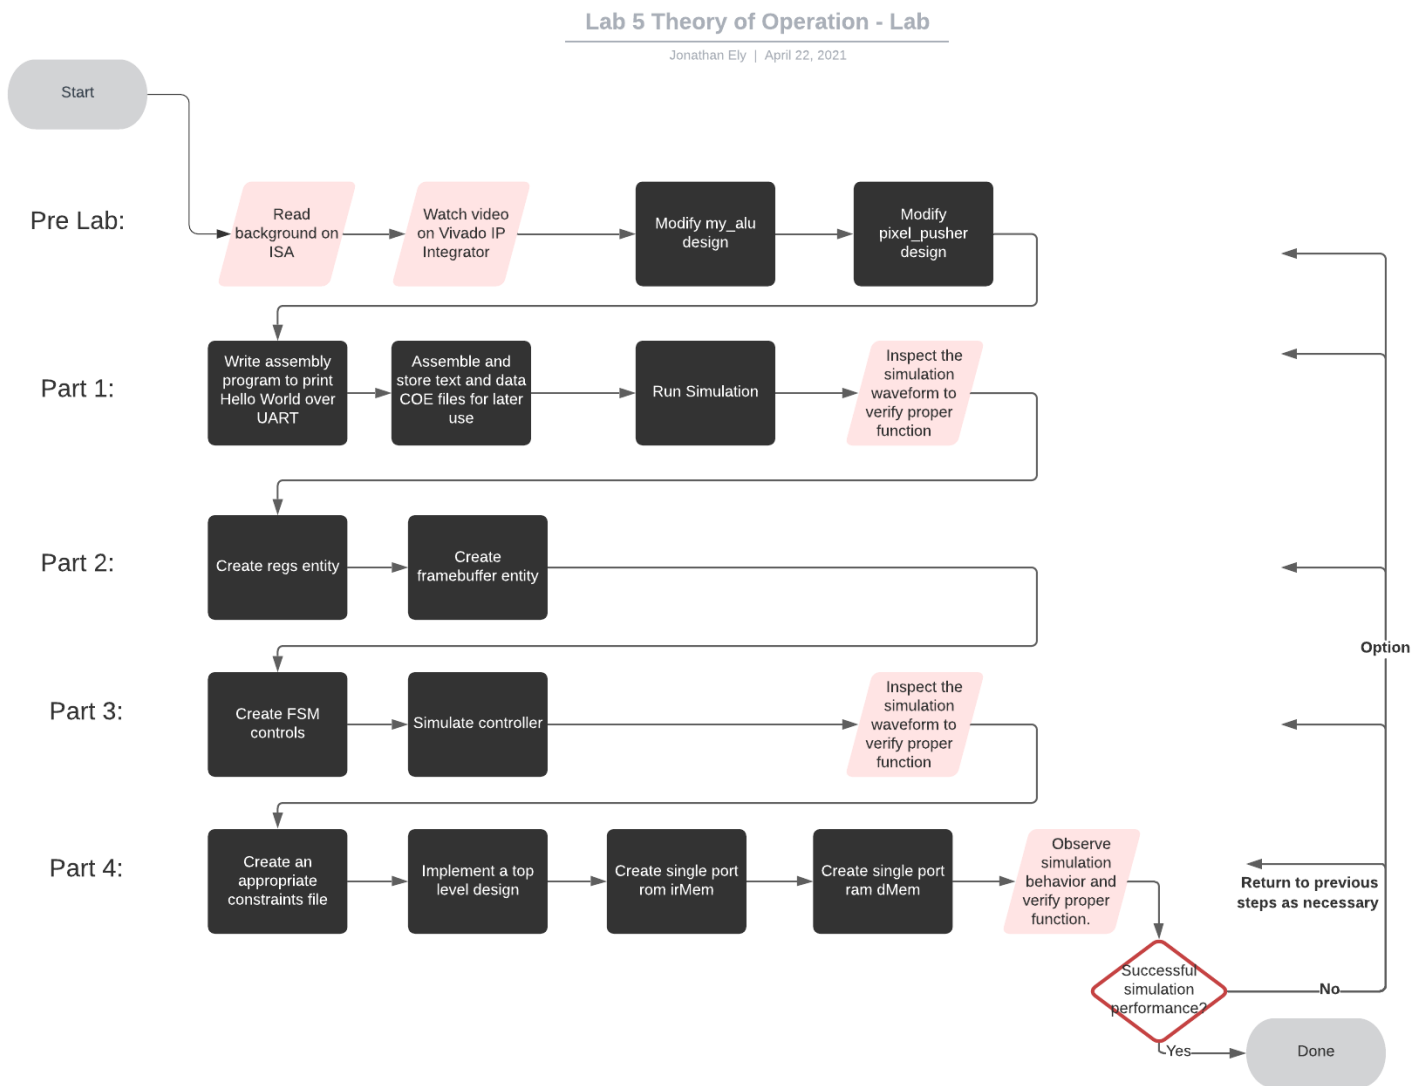 Lab 5 Theory of Operation - Lab
Jonathan Ely | April 22, 2021
Start
Pre Lab:
Read
background on
ISA
Watch video
on Vivado IP
Integrator
Modify my_alu
design
Modify
pixel_pusher
design
Part 1:
Write assembly
program to print
Hello World over
UART
Assemble and
store text and data
COE files for later
use
Run Simulation
Inspect the
simulation
waveform to
verify proper
function
Part 2:
Create regs entity
Create
framebuffer entity
Option
Part 3:
Create FSM
controls
Simulate controller
Inspect the
simulation
waveform to
verify proper
function
Part 4:
Create an
appropriate
constraints file
Implement a top
level design
Create single port
rom irMem
Create single port
ram dMem
Observe
simulation
behavior and
verify proper
function.
Return to previous
steps as necessary
Successful
simulation
performance?
No
Yes
Done